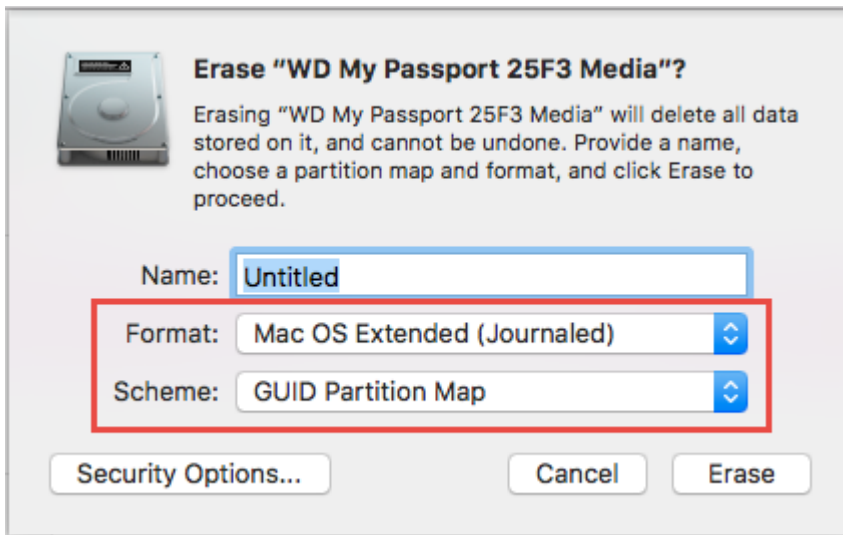 Erase “WD My Passport 25F3 Media”?
Erasing “WD My Passport 25F3 Media” will delete all data
stored on it, and cannot be undone. Provide a name,
choose a partition map and format, and click Erase to
proceed.
Name: Untitled
Format: Mac OS Extended (Journaled)
Scheme: GUID Partition Map
Security Options... Cancel Erase